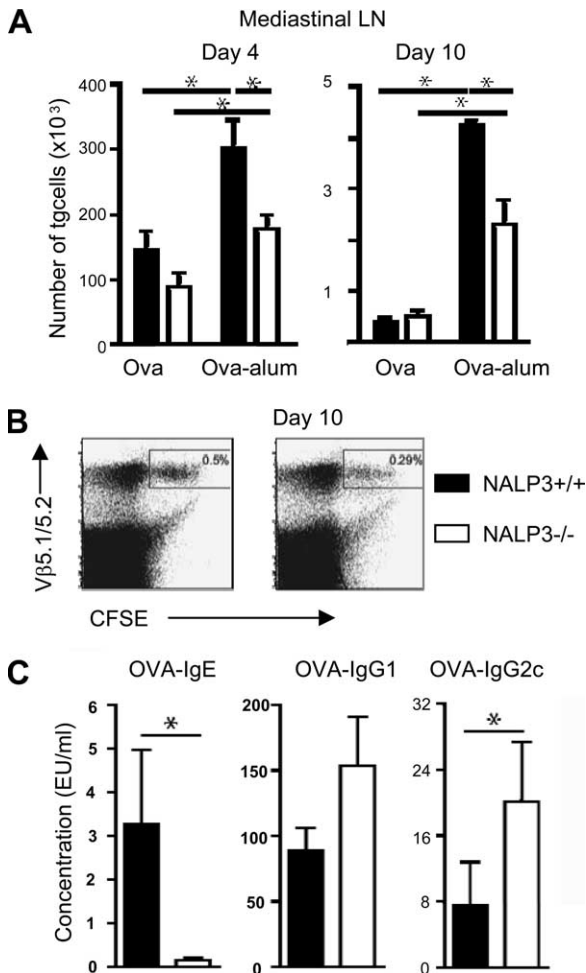 A
Mediastinal LN
Day 4
Day 10
Number of tgcells (x10³)
400
300
200
100
0
5
3
1
* * *
* * *
Ova
Ova-alum
Ova
Ova-alum
B
Day 10
Vβ5.1/5.2
0.5%
0.29%
NALP3+/+
NALP3-/-
CFSE
C
OVA-IgE
OVA-IgG1
OVA-IgG2c
Concentration (EU/ml)
6
5
4
3
2
1
0
*
200
150
100
50
0
32
24
16
8
0
*